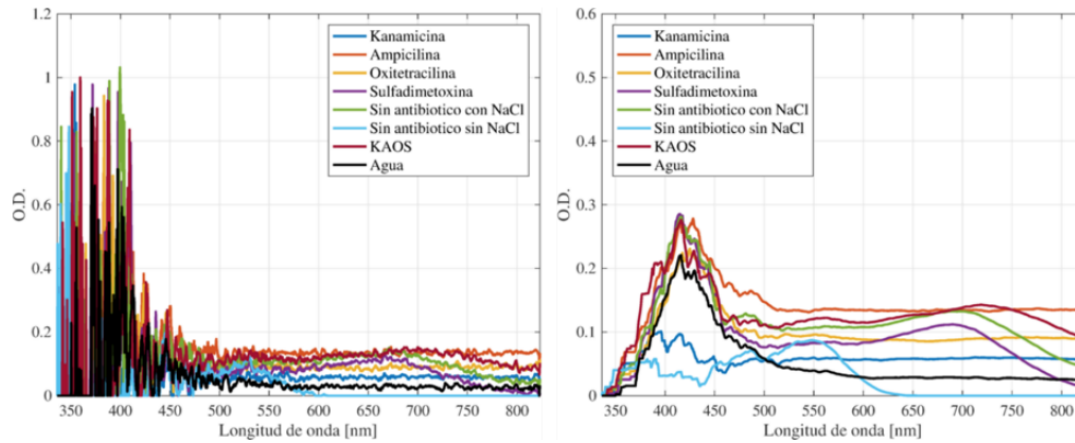 1.2
1
0.8
0.6
0.4
0.2
0
O.D.
350 400 450 500 550 600 650 700 750 800
Longitud de onda [nm]
Kanamicina
Ampicilina
Oxitetracilina
Sulfadimetoxina
Sin antibiotico con NaCl
Sin antibiotico sin NaCl
KAOS
Agua
0.6
0.5
0.4
0.3
0.2
0.1
0
O.D.
350 400 450 500 550 600 650 700 750 800
Longitud de onda [nm]
Kanamicina
Ampicilina
Oxitetracilina
Sulfadimetoxina
Sin antibiotico con NaCl
Sin antibiotico sin NaCl
KAOS
Agua